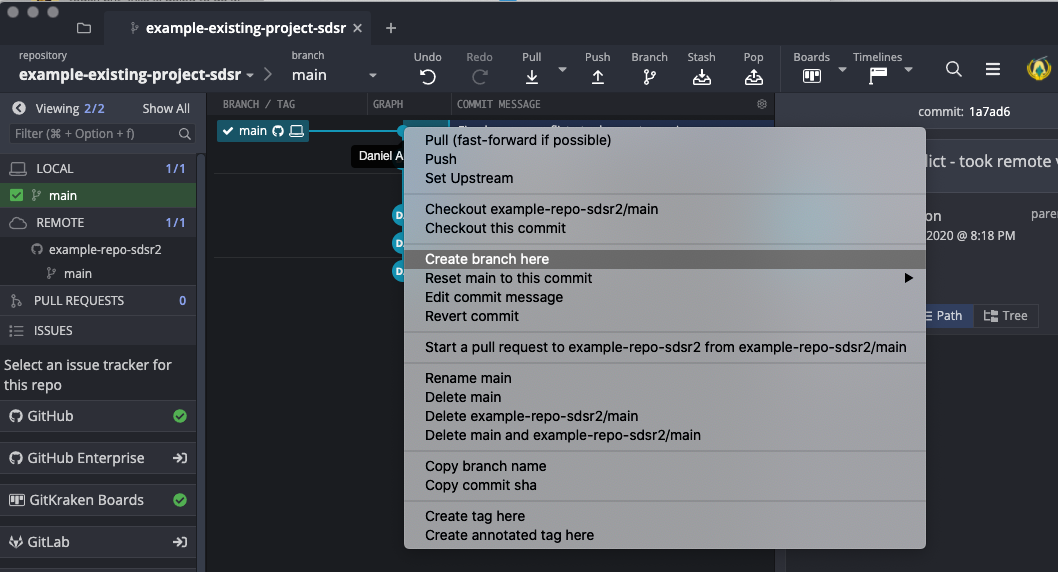 example-existing-project-sdsr
repository
example-existing-project-sdsr
branch
main
Undo
Redo
Pull
Push
Branch
Stash
Pop
Boards
Timelines
Viewing 2/2
Show All
Filter (⌘ + Option + f)
LOCAL 1/1
main
REMOTE 1/1
example-repo-sdsr2
main
PULL REQUESTS 0
ISSUES
Select an issue tracker for
this repo
GitHub
GitHub Enterprise
GitKraken Boards
GitLab
BRANCH / TAG
GRAPH
COMMIT MESSAGE
main
Daniel A
D
D
D
Pull (fast-forward if possible)
Push
Set Upstream
Checkout example-repo-sdsr2/main
Checkout this commit
Create branch here
Reset main to this commit
Edit commit message
Revert commit
Start a pull request to example-repo-sdsr2 from example-repo-sdsr2/main
Rename main
Delete main
Delete example-repo-sdsr2/main
Delete main and example-repo-sdsr2/main
Copy branch name
Copy commit sha
Create tag here
Create annotated tag here
commit: 1a7ad6
lict - took remote v
on
pare
2020 @ 8:18 PM
Path
Tree